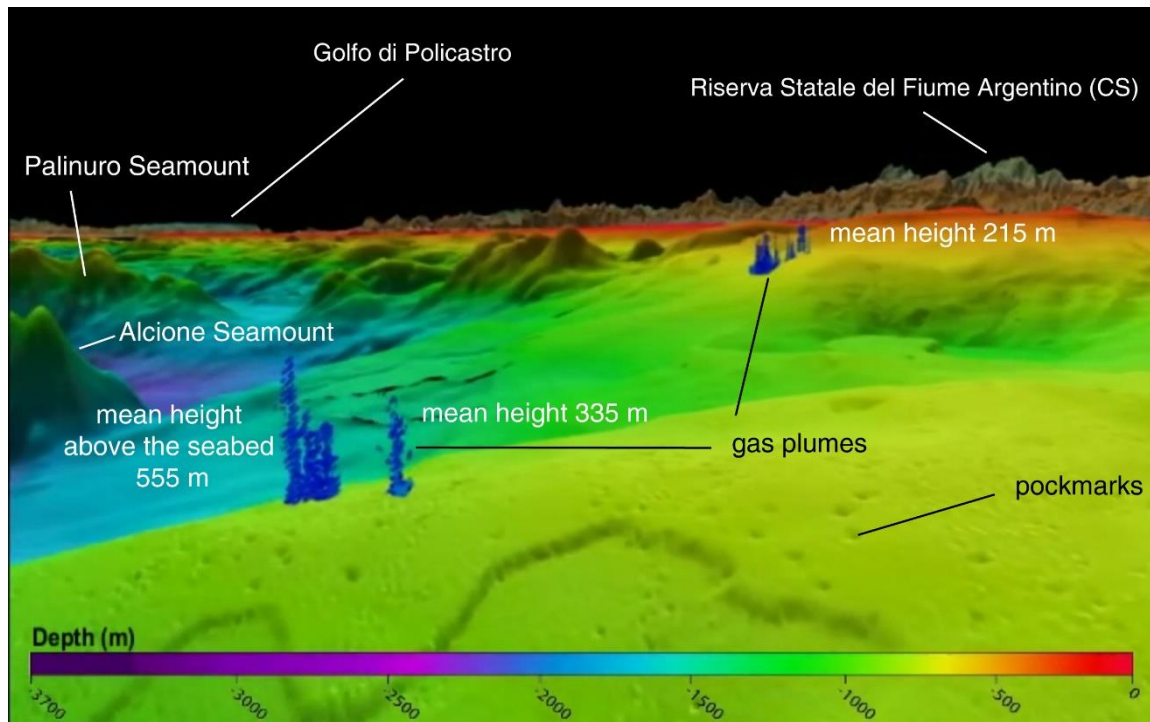 Golfo di Policastro
Riserva Statale del Fiume Argentino (CS)
Palinuro Seamount
mean height 215 m
Alcione Seamount
mean height
above the seabed
555 m
mean height 335 m
gas plumes
pockmarks
Depth (m)
-3700 -3000 -2500 -2000 -1500 -1000 -500 0